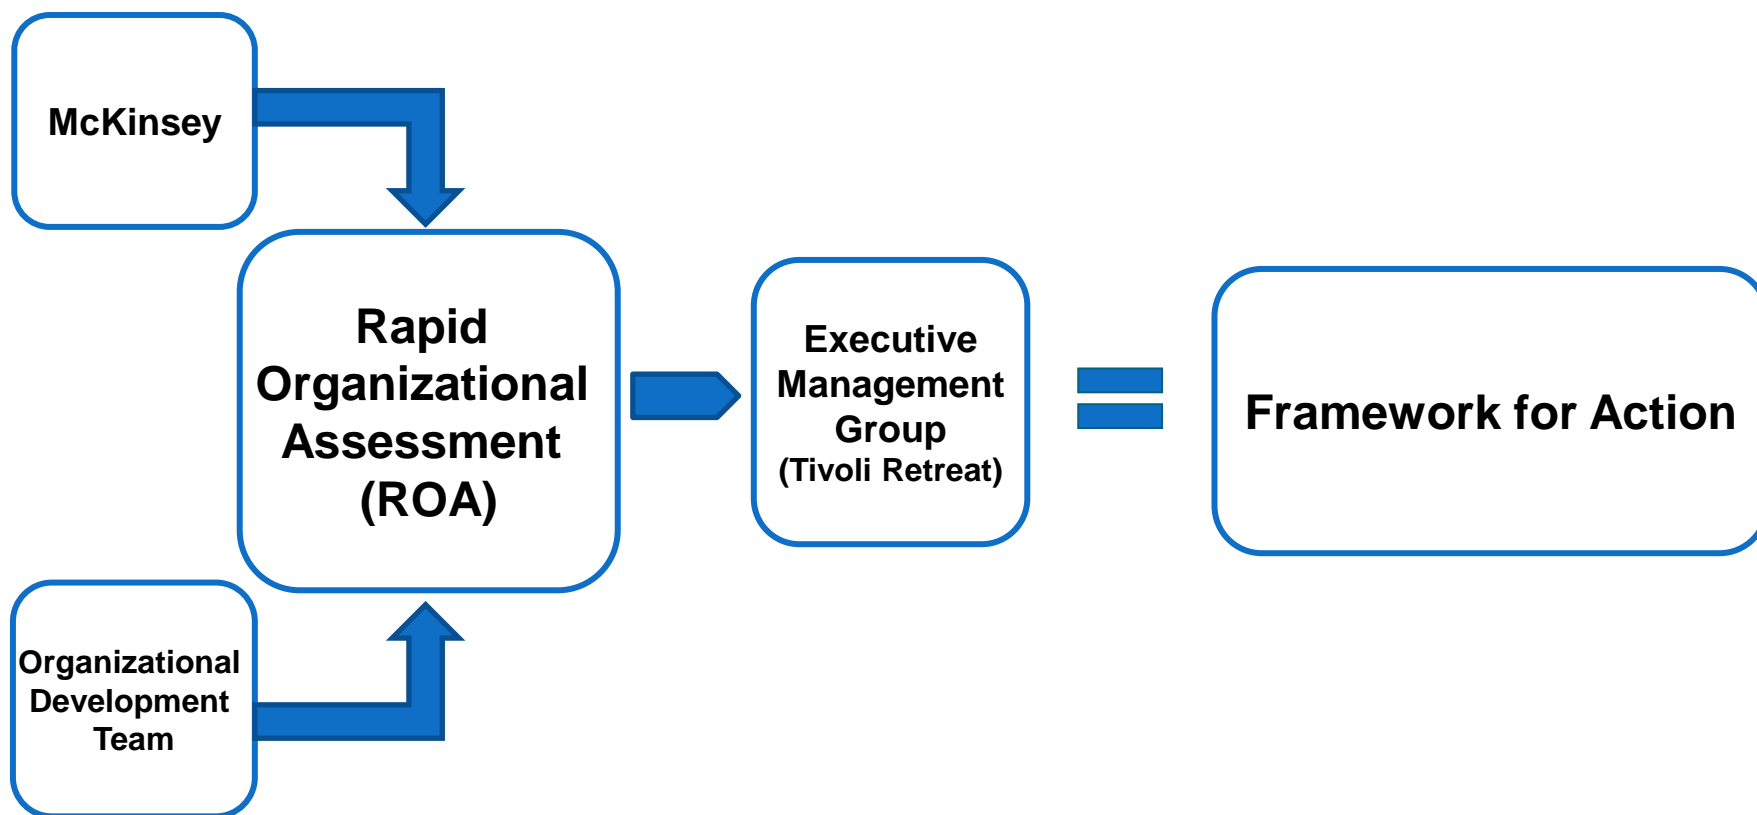 McKinsey
Rapid
Organizational
Assessment
(ROA)
Organizational
Development
Team
Executive
Management
Group
(Tivoli Retreat)
Framework for Action